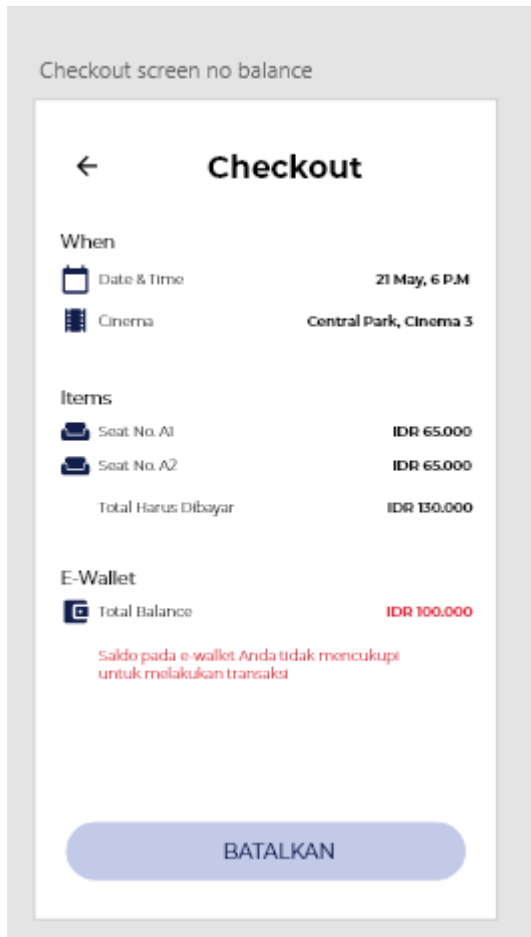 Checkout screen no balance
Checkout
When
Date & Time 21 May, 6 P.M
Cinema Central Park, Cinema 3
Items
Seat No. A1 IDR 65.000
Seat No. A2 IDR 65.000
Total Harus Dibayar IDR 130.000
E-Wallet
Total Balance IDR 100.000
Saldo pada e-wallet Anda tidak mencukupi
untuk melakukan transaksi
BATALKAN